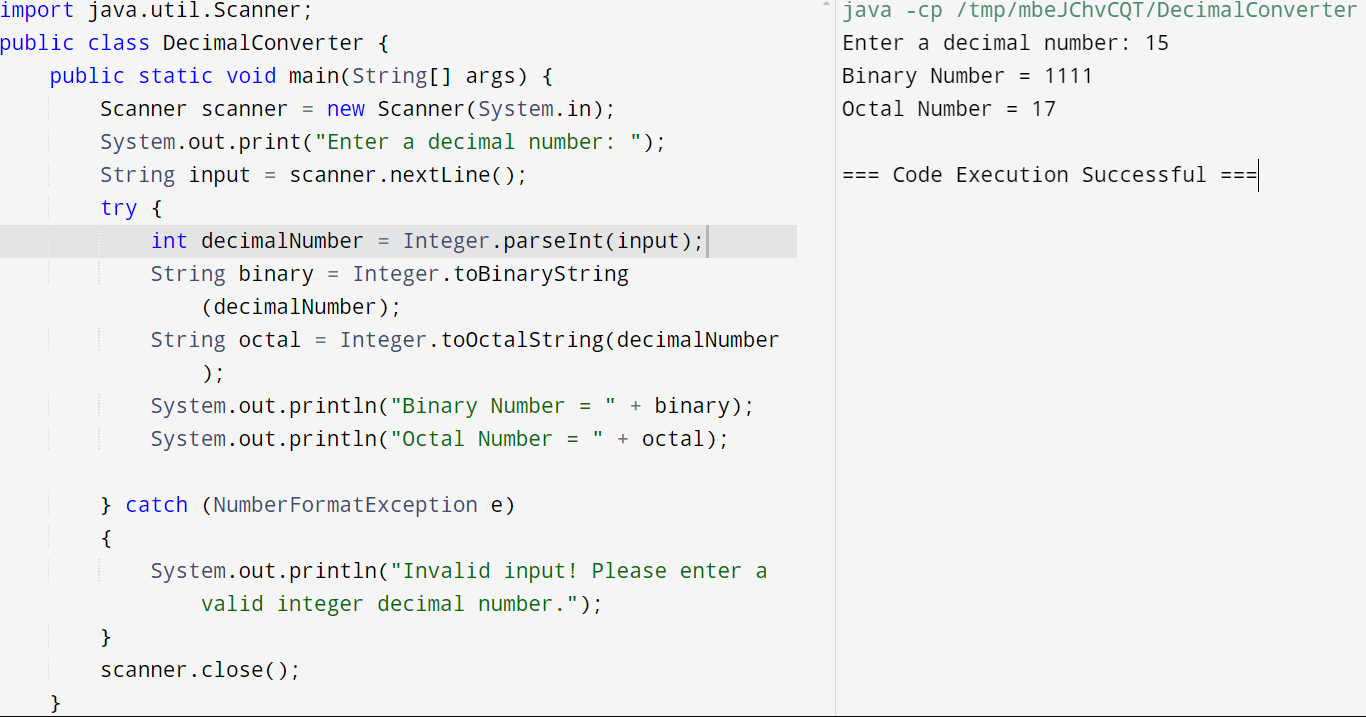 import java.util.Scanner;
public class DecimalConverter {
    public static void main(String[] args) {
        Scanner scanner = new Scanner(System.in);
        System.out.print("Enter a decimal number: ");
        String input = scanner.nextLine();
        try {
            int decimalNumber = Integer.parseInt(input);
            String binary = Integer.toBinaryString
                (decimalNumber);
            String octal = Integer.toOctalString(decimalNumber
                );
            System.out.println("Binary Number = " + binary);
            System.out.println("Octal Number = " + octal);
        } catch (NumberFormatException e)
        {
            System.out.println("Invalid input! Please enter a
                valid integer decimal number.");
        }
        scanner.close();
    }
java -cp /tmp/mbeJChvCQT/DecimalConverter
Enter a decimal number: 15
Binary Number = 1111
Octal Number = 17
=== Code Execution Successful ===